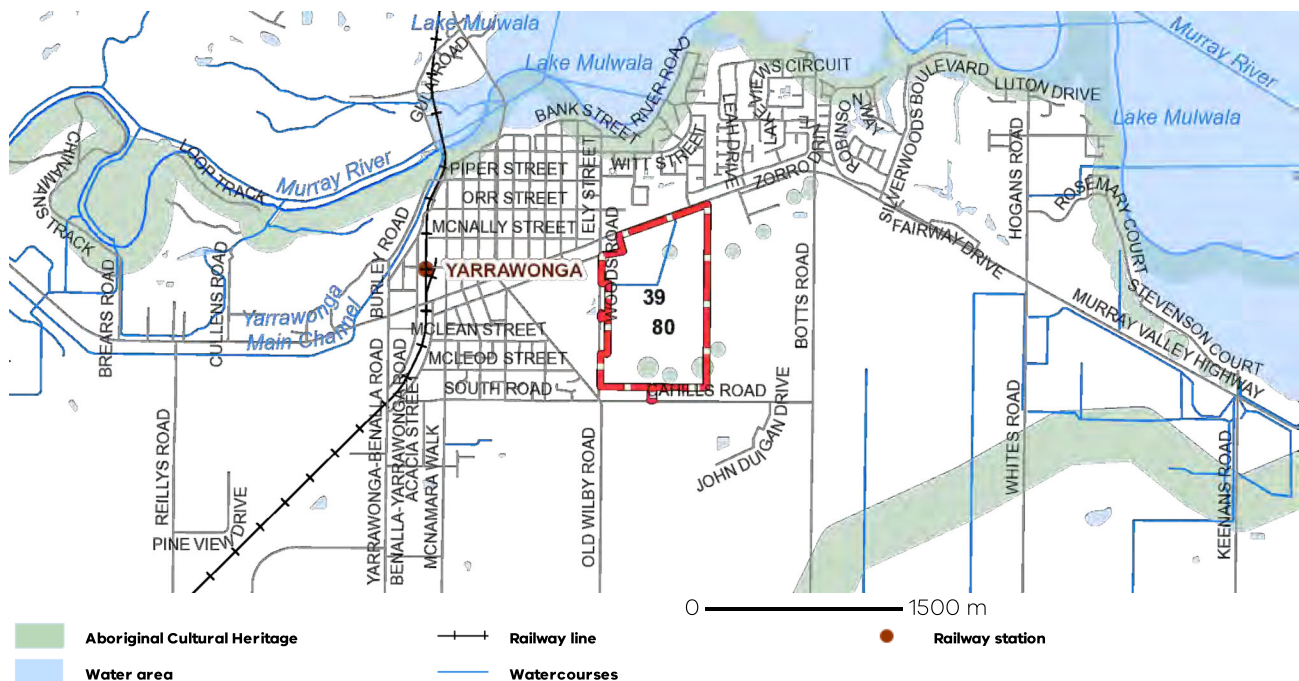 Lake Mulwala
Murray River
GULAI ROAD
Lake Mulwala
RIVER ROAD
VIEWS CIRCUIT
BOULEVARD
LUTON DRIVE
Lake Mulwala
BANK STREET
LEAH DRIVE
ROBINSON WAY
SILVERWOODS
CHINAMANS TRACK
LOOP TRACK
Murray River
PIPER STREET
WITT STREET
ZORRO DRIN
HOGANS ROAD
ROSEMARY COURT
ORR STREET
ELY STREET
MCNALLY STREET
WOODS ROAD
FAIRWAY DRIVE
BREARS ROAD
CULLENS ROAD
BURLEY ROAD
YARRAWONGA
39
80
BOTTS ROAD
STEVENSON COURT
Yarrawonga
Main Channel
MCLEAN STREET
MCLEOD STREET
SOUTH ROAD
CAHILLS ROAD
MURRAY VALLEY HIGHWAY
REILLYS ROAD
PINE VIEW DRIVE
YARRAWONGA-BENALLA ROAD
BENALLA-YARRAWONGA ROAD
ACACIA STREET
MCNAMARA WALK
OLD WILBY ROAD
JOHN DUIGAN DRIVE
WHITES ROAD
KEENANS ROAD
0 1500 m
Aboriginal Cultural Heritage
Railway line
Railway station
Water area
Watercourses